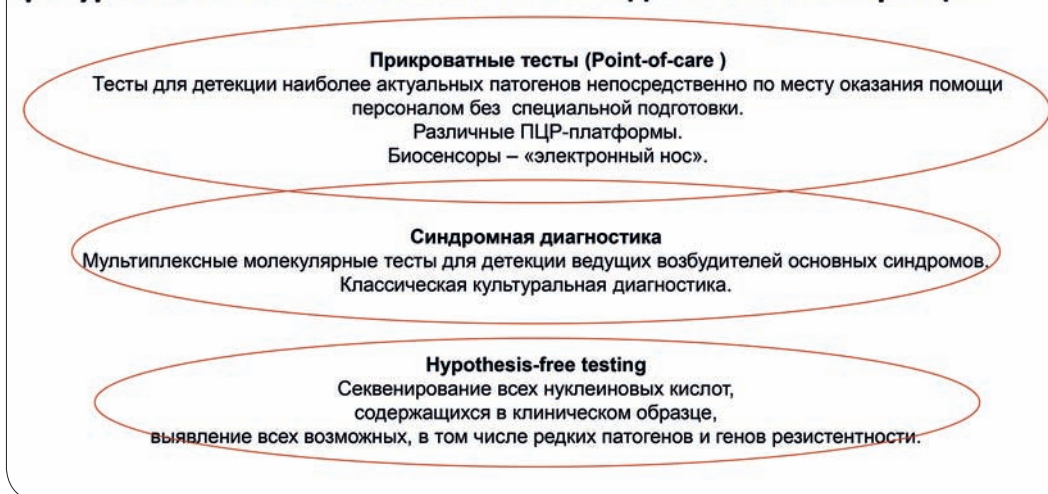 Прикроватные тесты (Point-of-care )
Тесты для детекции наиболее актуальных патогенов непосредственно по месту оказания помощи
персоналом без специальной подготовки.
Различные ПЦР-платформы.
Биосенсоры – «электронный нос».
Синдромная диагностика
Мультиплексные молекулярные тесты для детекции ведущих возбудителей основных синдромов.
Классическая культуральная диагностика.
Hypothesis-free testing
Секвенирование всех нуклеиновых кислот,
содержащихся в клиническом образце,
выявление всех возможных, в том числе редких патогенов и генов резистентности.